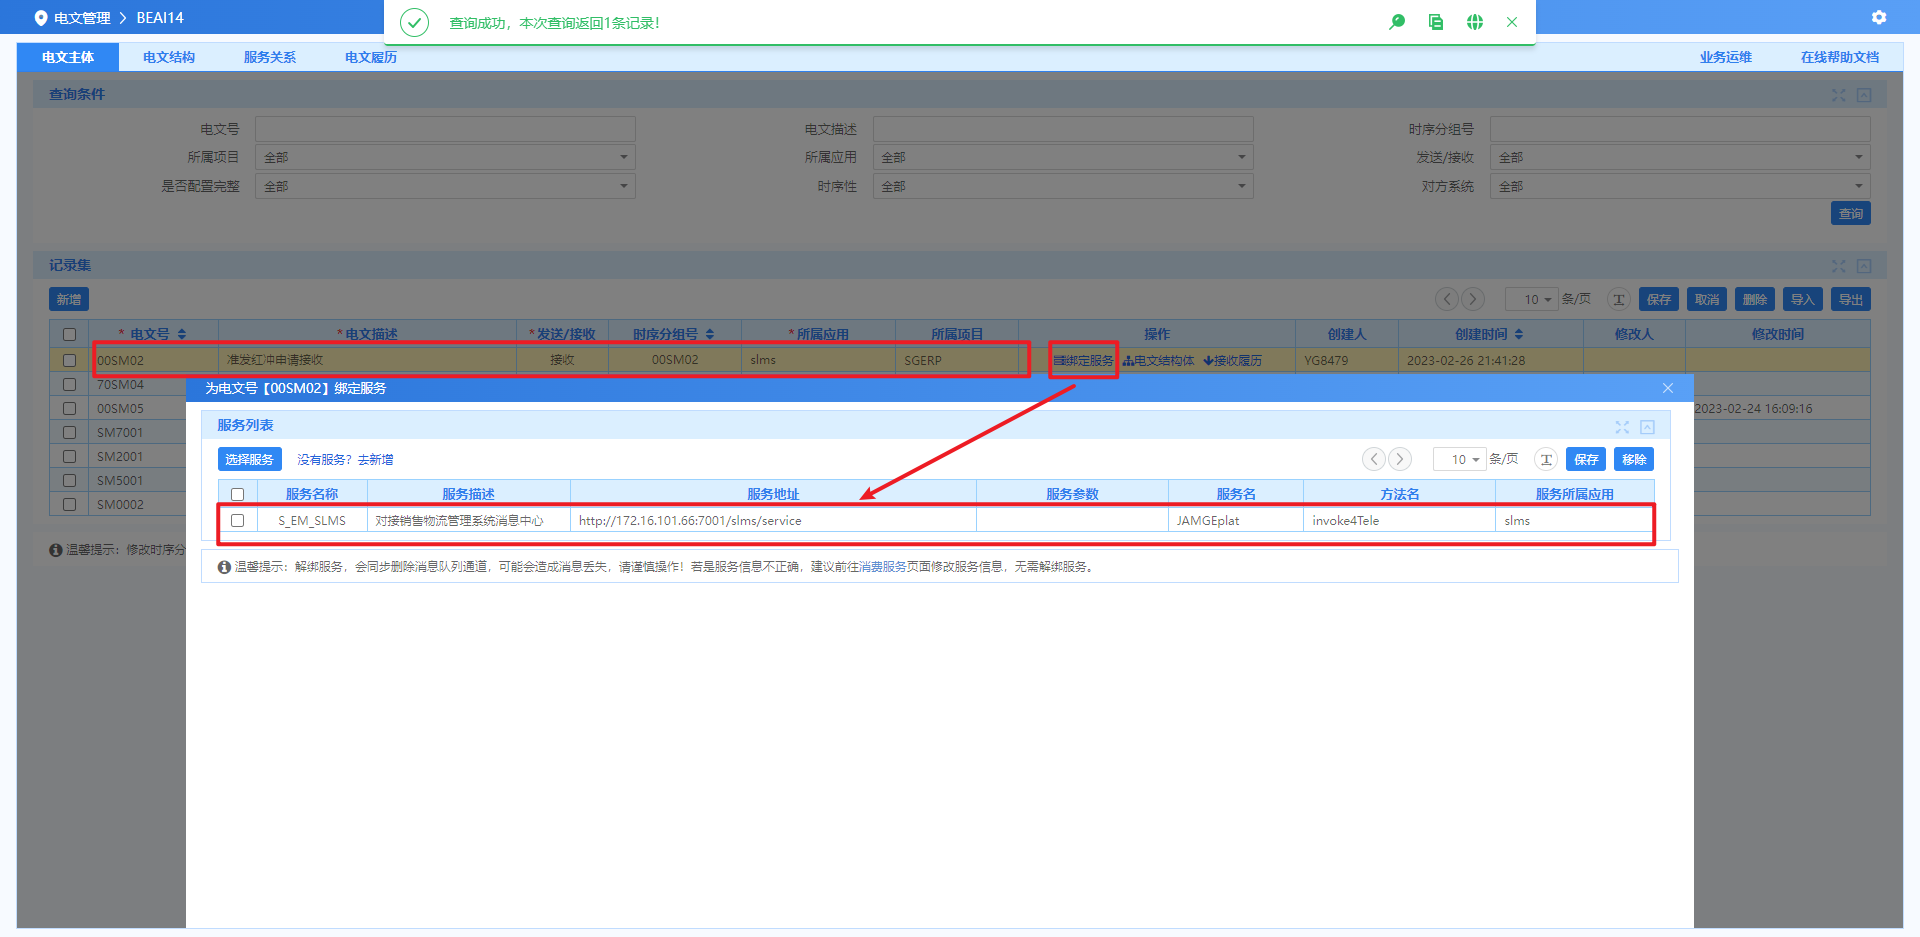 电文管理 > BEAI14
查询成功，本次查询返回1条记录！
电文主体 电文结构 服务关系 电文履历 业务运维 在线帮助文档
查询条件
电文号 电文描述 时序分组号
所属项目 全部 所属应用 全部 发送/接收 全部
是否配置完整 全部 时序性 全部 对方系统 全部
查询
记录集
新增 10 条/页 保存 取消 删除 导入 导出
* 电文号 * 电文描述 * 发送/接收 时序分组号 * 所属应用 所属项目 操作 创建人 创建时间 修改人 修改时间
00SM02 准发红冲申请接收 接收 00SM02 slms SGERP 绑定服务 电文结构体 接收履历 YG8479 2023-02-26 21:41:28
70SM04
00SM05 2023-02-24 16:09:16
SM7001
SM2001
SM5001
SM0002
温馨提示：修改时序分
为电文号【00SM02】绑定服务
服务列表
选择服务 没有服务？去新增 10 条/页 保存 移除
服务名称 服务描述 服务地址 服务参数 服务名 方法名 服务所属应用
S_EM_SLMS 对接销售物流管理系统消息中心 http://172.16.101.66:7001/slms/service JAMGEplat invoke4Tele slms
温馨提示：解绑服务，会同步删除消息队列通道，可能会造成消息丢失，请谨慎操作！若是服务信息不正确，建议前往消费服务页面修改服务信息，无需解绑服务。